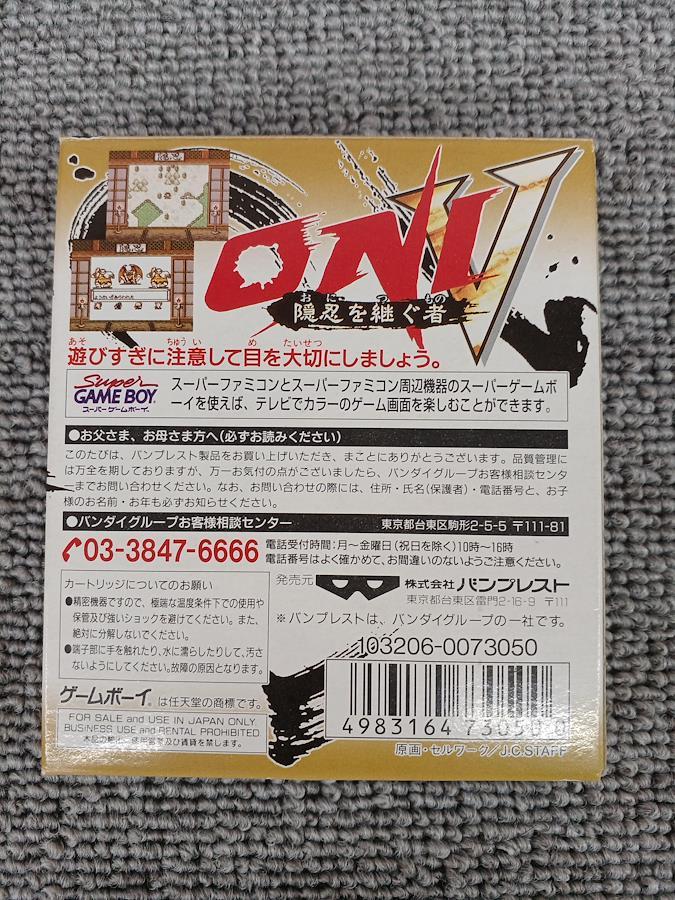 ONI V
おに つ もの
隠忍を継ぐ者
あそ ちゅうい め たいせつ
遊びすぎに注意して目を大切にしましょう。
Super
GAME BOY
スーパーゲームボーイ
スーパーファミコンとスーパーファミコン周辺機器のスーパーゲームボ
ーイを使えば、テレビでカラーのゲーム画面を楽しむことができます。
●お父さま、お母さま方へ(必ずお読みください)
このたびは、バンプレスト製品をお買い上げいただき、まことにありがとうございます。品質管理に
は万全を期しておりますが、万一お気付の点がございましたら、バンダイグループお客様相談センタ
ーまでお問い合わせください。なお、お問い合わせの際には、住所・氏名(保護者)・電話番号と、お子
様のお名前・お年も必ずお知らせください。
●バンダイグループお客様相談センター 東京都台東区駒形2-5-5 〒111-81
03-3847-6666
電話受付時間:月〜金曜日(祝日を除く)10時〜16時
電話番号はよく確かめて、お間違いのないようご注意ください。
カートリッジについてのお願い
●精密機器ですので、極端な温度条件下での使用や
保管及び強いショックを避けてください。また、
絶対に分解しないでください。
●端子部に手を触れたり、水に濡らしたりして、汚さ
ないようにしてください。故障の原因となります。
発売元 株式会社バンプレスト
東京都台東区雷門2-16-9 〒111
※バンプレストは、バンダイグループの一社です。
103206-0073050
ゲームボーイ は任天堂の商標です。
FOR SALE and USE IN JAPAN ONLY.
BUSINESS USE and RENTAL PROHIBITED.
本品の輸出、使用営業及び賃貸を禁じます。
4983164
原画・セルワーク/J.C.STAFF